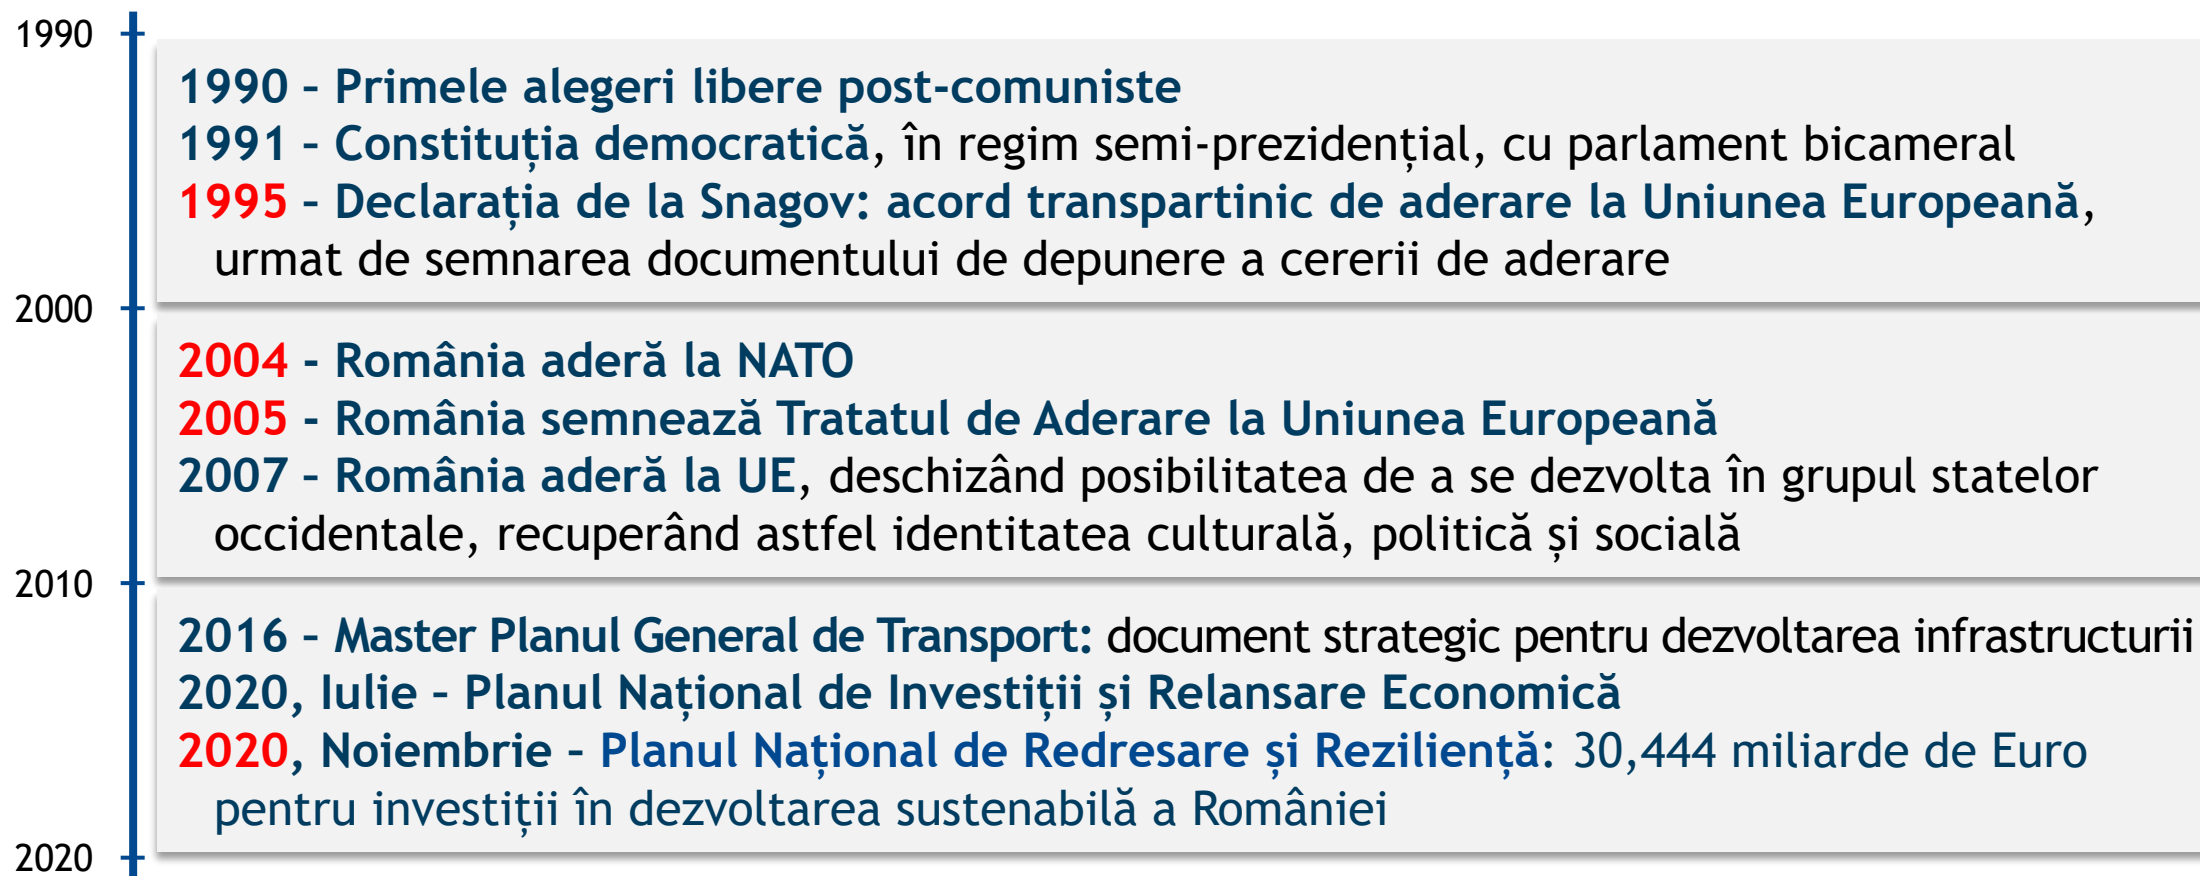 1990
1990 – Primele alegeri libere post-comuniste
1991 – Constituția democratică, în regim semi-prezidențial, cu parlament bicameral
1995 – Declarația de la Snagov: acord transpartinic de aderare la Uniunea Europeană,
urmat de semnarea documentului de depunere a cererii de aderare
2000
2004 - România aderă la NATO
2005 - România semnează Tratatul de Aderare la Uniunea Europeană
2007 – România aderă la UE, deschizând posibilitatea de a se dezvolta în grupul statelor
occidentale, recuperând astfel identitatea culturală, politică și socială
2010
2016 – Master Planul General de Transport: document strategic pentru dezvoltarea infrastructurii
2020, Iulie – Planul Național de Investiții și Relansare Economică
2020, Noiembrie – Planul Național de Redresare și Reziliență: 30,444 miliarde de Euro
pentru investiții în dezvoltarea sustenabilă a României
2020